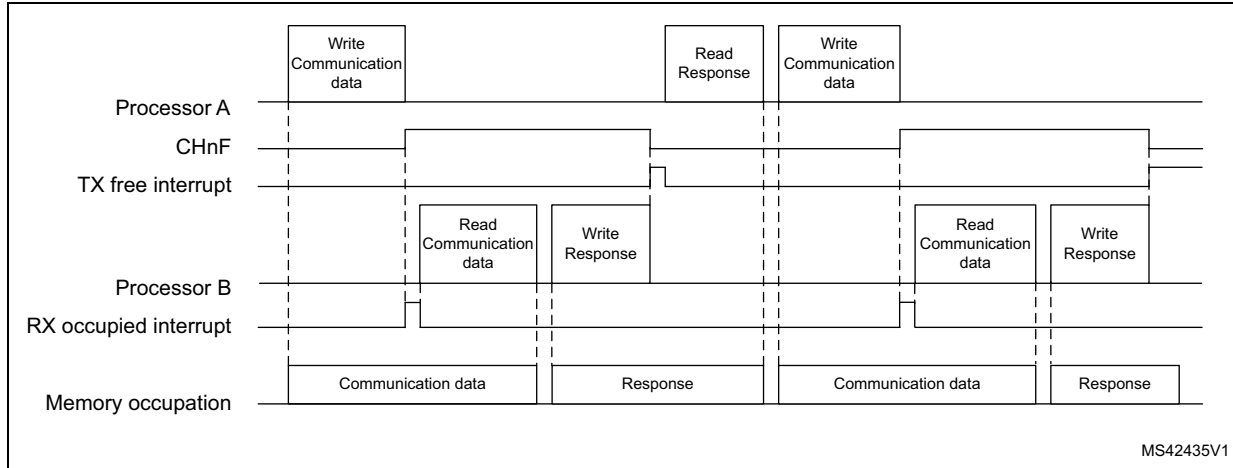 Write
Communication
data
Read
Response
Write
Communication
data
Processor A
CHnF
TX free interrupt
Read
Communication
data
Write
Response
Read
Communication
data
Write
Response
Processor B
RX occupied interrupt
Communication data
Response
Communication data
Response
Memory occupation
MS42435V1